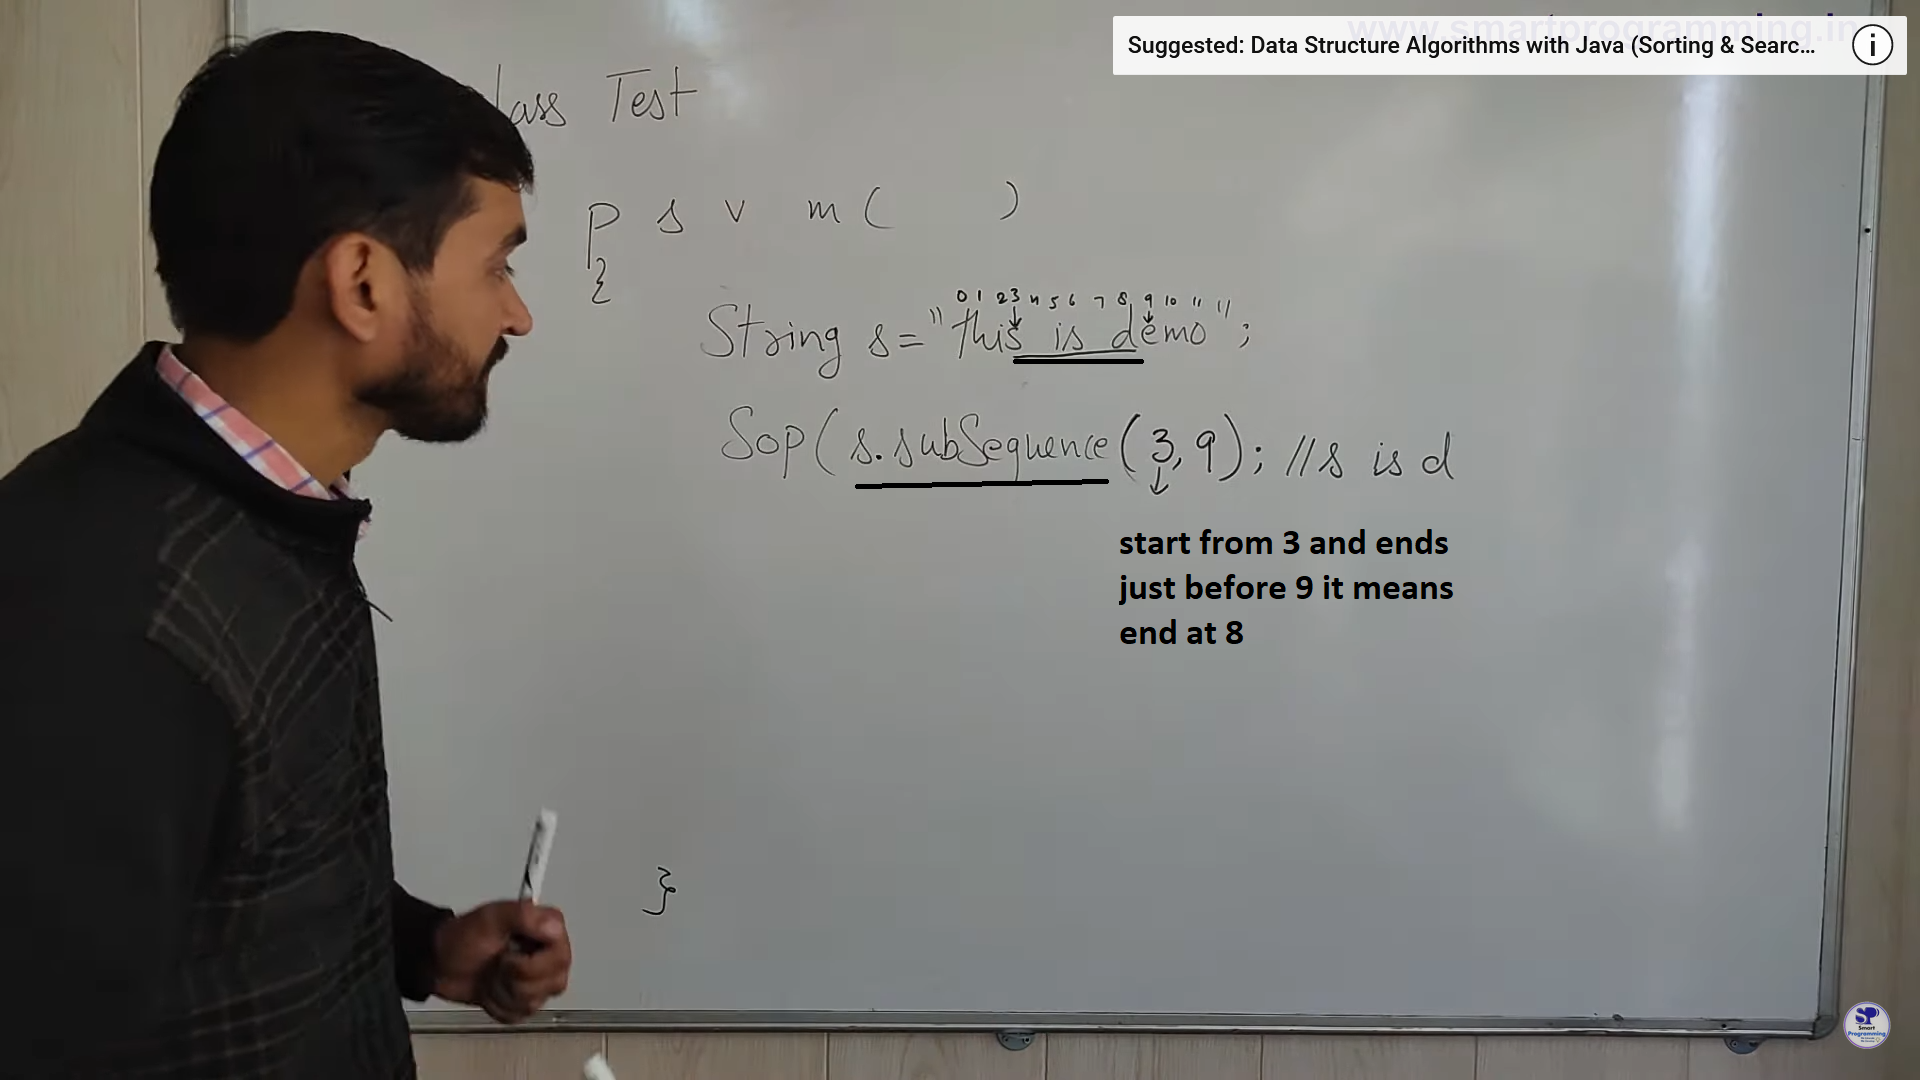 www.smartprogramming.in
Suggested: Data Structure Algorithms with Java (Sorting & Searc...
lass Test
p s v m ( )
{
0 1 2 3 4 5 6 7 8 9 10 11
String s = "this is demo";
Sop(s.subSequence(3,9); //s is d
start from 3 and ends
just before 9 it means
end at 8
}
SP
Smart
Programming